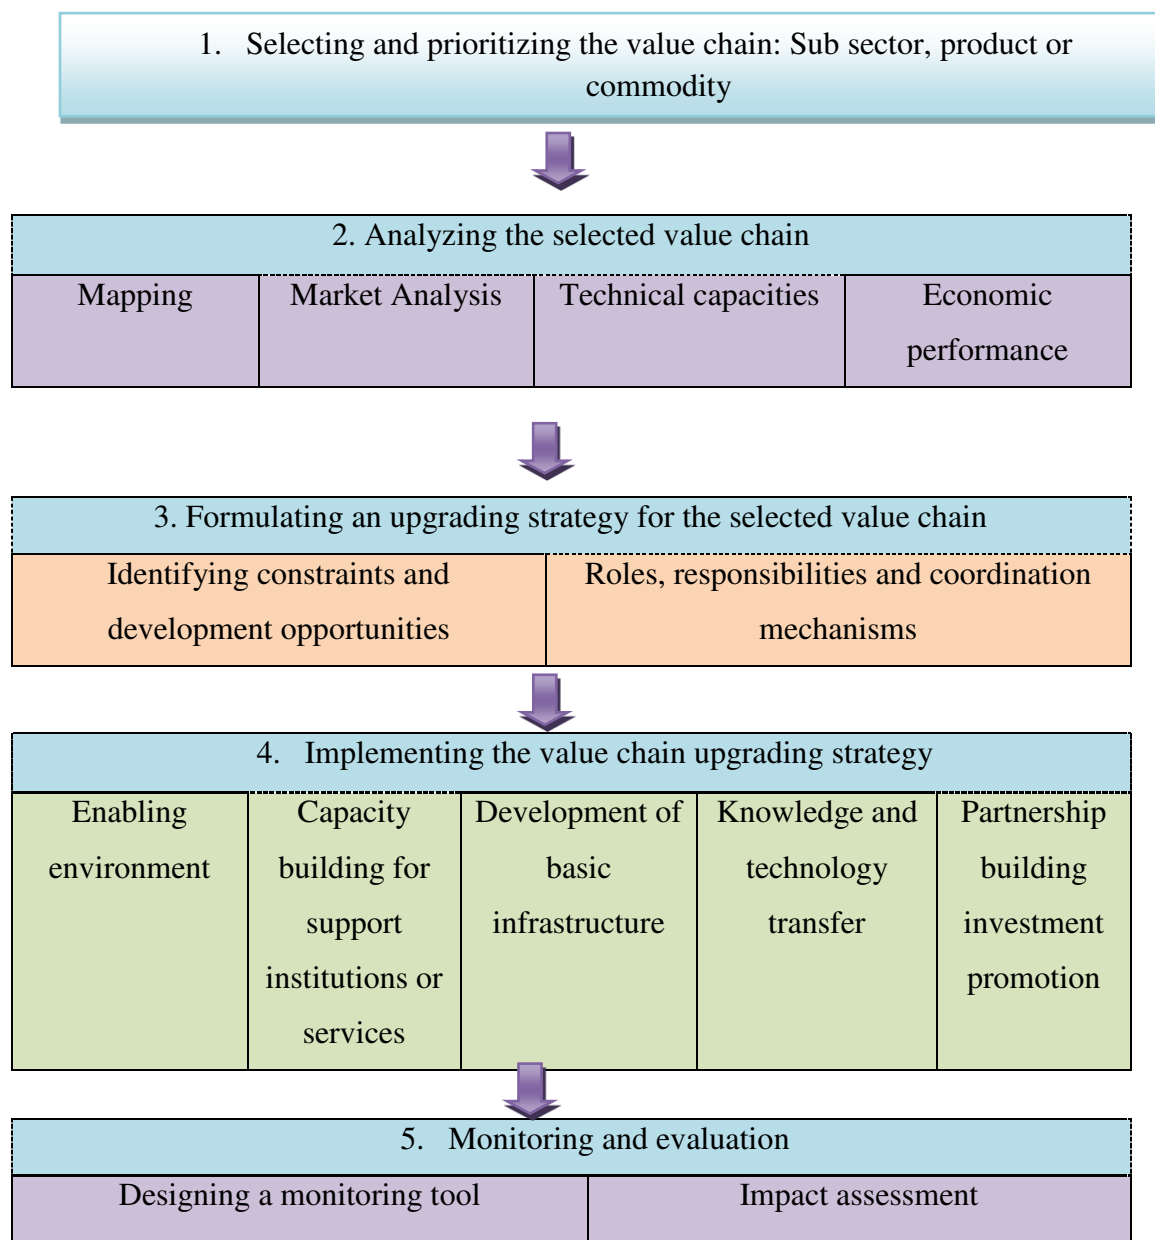 1. Selecting and prioritizing the value chain: Sub sector, product or
commodity
2. Analyzing the selected value chain
Mapping
Market Analysis
Technical capacities
Economic
performance
3. Formulating an upgrading strategy for the selected value chain
Identifying constraints and
development opportunities
Roles, responsibilities and coordination
mechanisms
4. Implementing the value chain upgrading strategy
Enabling
environment
Capacity
building for
support
institutions or
services
Development of
basic
infrastructure
Knowledge and
technology
transfer
Partnership
building
investment
promotion
5. Monitoring and evaluation
Designing a monitoring tool
Impact assessment